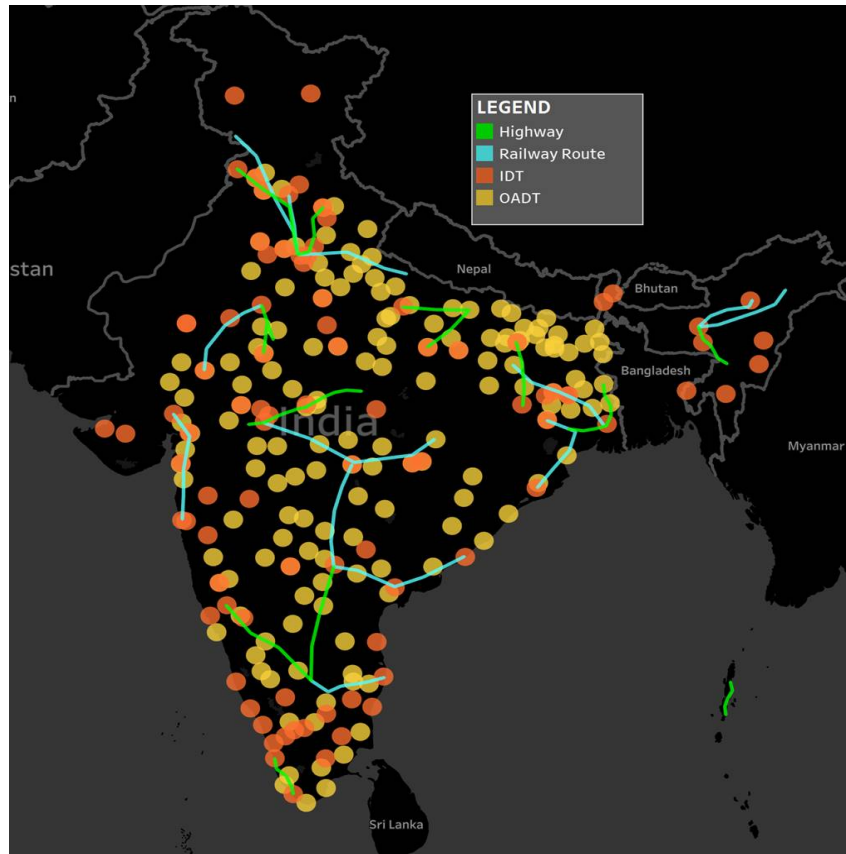 LEGEND
Highway
Railway Route
IDT
OADT
n
stan
Nepal
Bhutan
Bangladesh
India
Myanmar
Sri Lanka